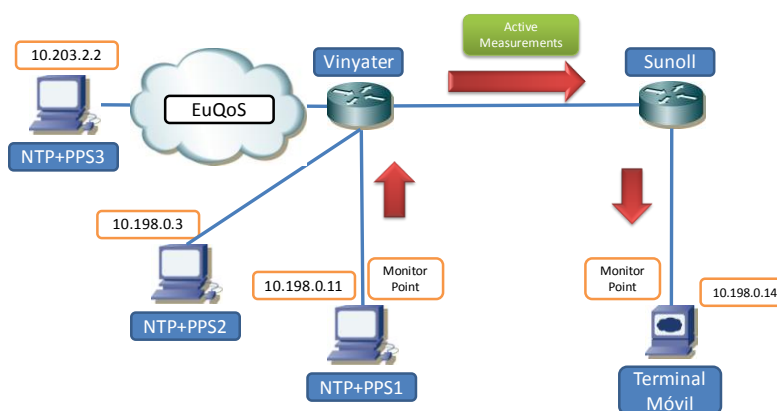 Active
Measurements
10.203.2.2
Vinyater
Sunoll
EuQoS
NTP+PPS3
10.198.0.3
10.198.0.11
Monitor
Point
Monitor
Point
10.198.0.14
NTP+PPS2
NTP+PPS1
Terminal
Móvil